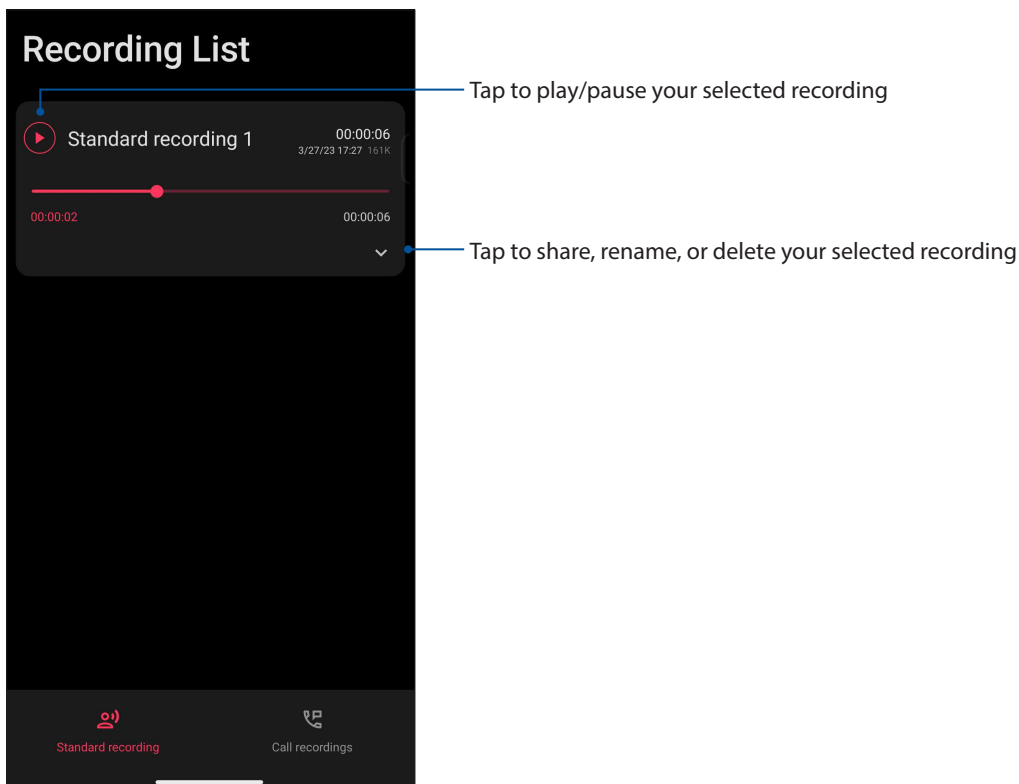 Recording List
Tap to play/pause your selected recording
Standard recording 1
00:00:06
3/27/23 17:27 161K
00:00:02
00:00:06
Tap to share, rename, or delete your selected recording
Standard recording
Call recordings